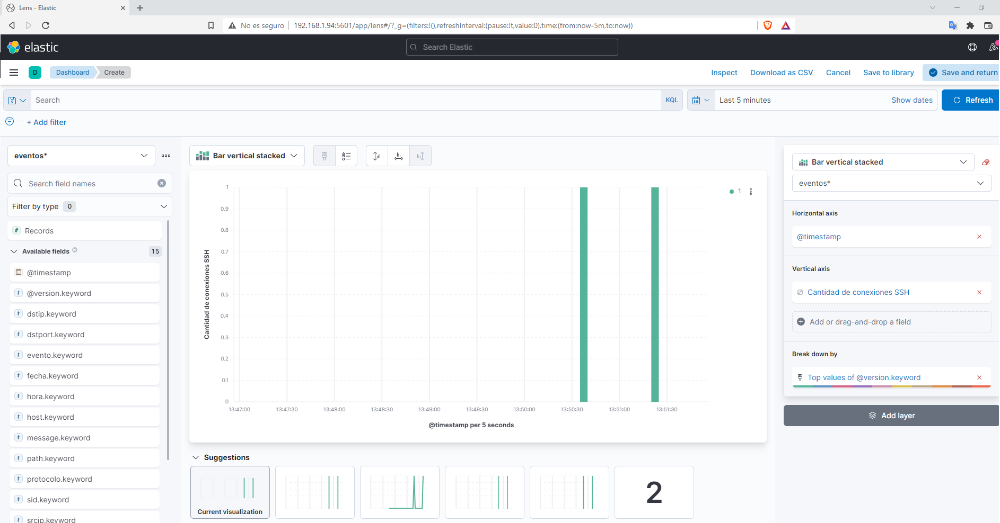 Lens - Elastic
No es seguro
192.168.1.94:5601/app/lens#/?_g=(filters:!(),refreshInterval:(pause:!t,value:0),time:(from:now-5m,to:now))
elastic
Search Elastic
D
Dashboard
Create
Inspect
Download as CSV
Cancel
Save to library
Save and return
Search
KQL
Last 5 minutes
Show dates
Refresh
+ Add filter
eventos*
Search field names
Filter by type 0
# Records
Available fields 15
@timestamp
t @version.keyword
t dstip.keyword
t dstport.keyword
t evento.keyword
t fecha.keyword
t hora.keyword
t host.keyword
t message.keyword
t path.keyword
t protocolo.keyword
t sid.keyword
t srcip.keyword
Bar vertical stacked
1
0.9
0.8
0.7
0.6
0.5
0.4
0.3
0.2
0.1
0
Cantidad de conexiones SSH
13:47:00
13:47:30
13:48:00
13:48:30
13:49:00
13:49:30
13:50:00
13:50:30
13:51:00
13:51:30
@timestamp per 5 seconds
1
Suggestions
Current visualization
2
Bar vertical stacked
eventos*
Horizontal axis
@timestamp
Vertical axis
Cantidad de conexiones SSH
Add or drag-and-drop a field
Break down by
Top values of @version.keyword
Add layer